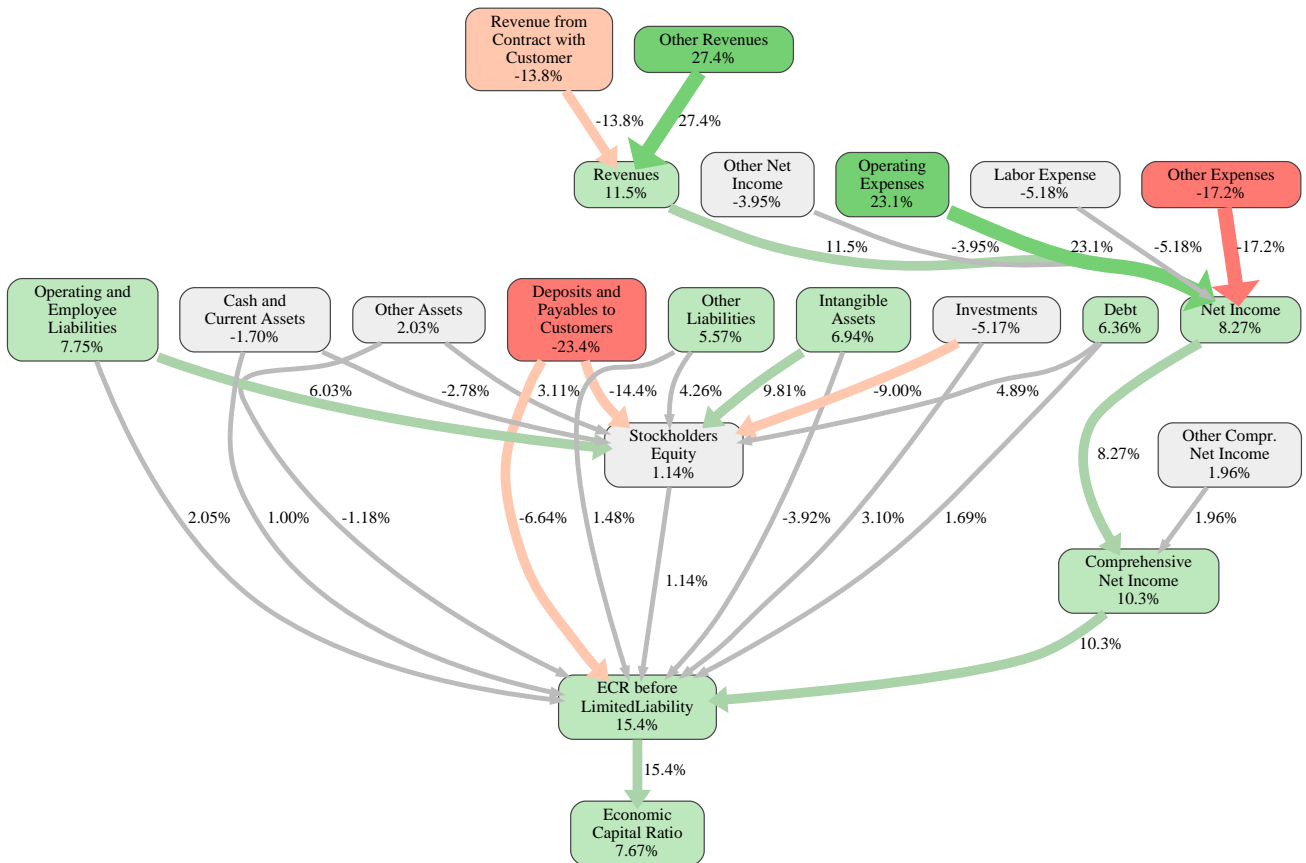 Revenue from
Contract with
Customer
-13.8%
Other Revenues
27.4%
-13.8%
27.4%
Revenues
11.5%
Other Net
Income
-3.95%
Operating
Expenses
23.1%
Labor Expense
-5.18%
Other Expenses
-17.2%
11.5%
-3.95%
23.1%
-5.18%
-17.2%
Operating and
Employee
Liabilities
7.75%
Cash and
Current Assets
-1.70%
Other Assets
2.03%
Deposits and
Payables to
Customers
-23.4%
Other
Liabilities
5.57%
Intangible
Assets
6.94%
Investments
-5.17%
Debt
6.36%
Net Income
8.27%
6.03%
-2.78%
3.11%
-14.4%
4.26%
9.81%
-9.00%
4.89%
Stockholders
Equity
1.14%
8.27%
Other Compr.
Net Income
1.96%
2.05%
1.00%
-1.18%
-6.64%
1.48%
1.14%
-3.92%
3.10%
1.69%
1.96%
Comprehensive
Net Income
10.3%
10.3%
ECR before
LimitedLiability
15.4%
15.4%
Economic
Capital Ratio
7.67%